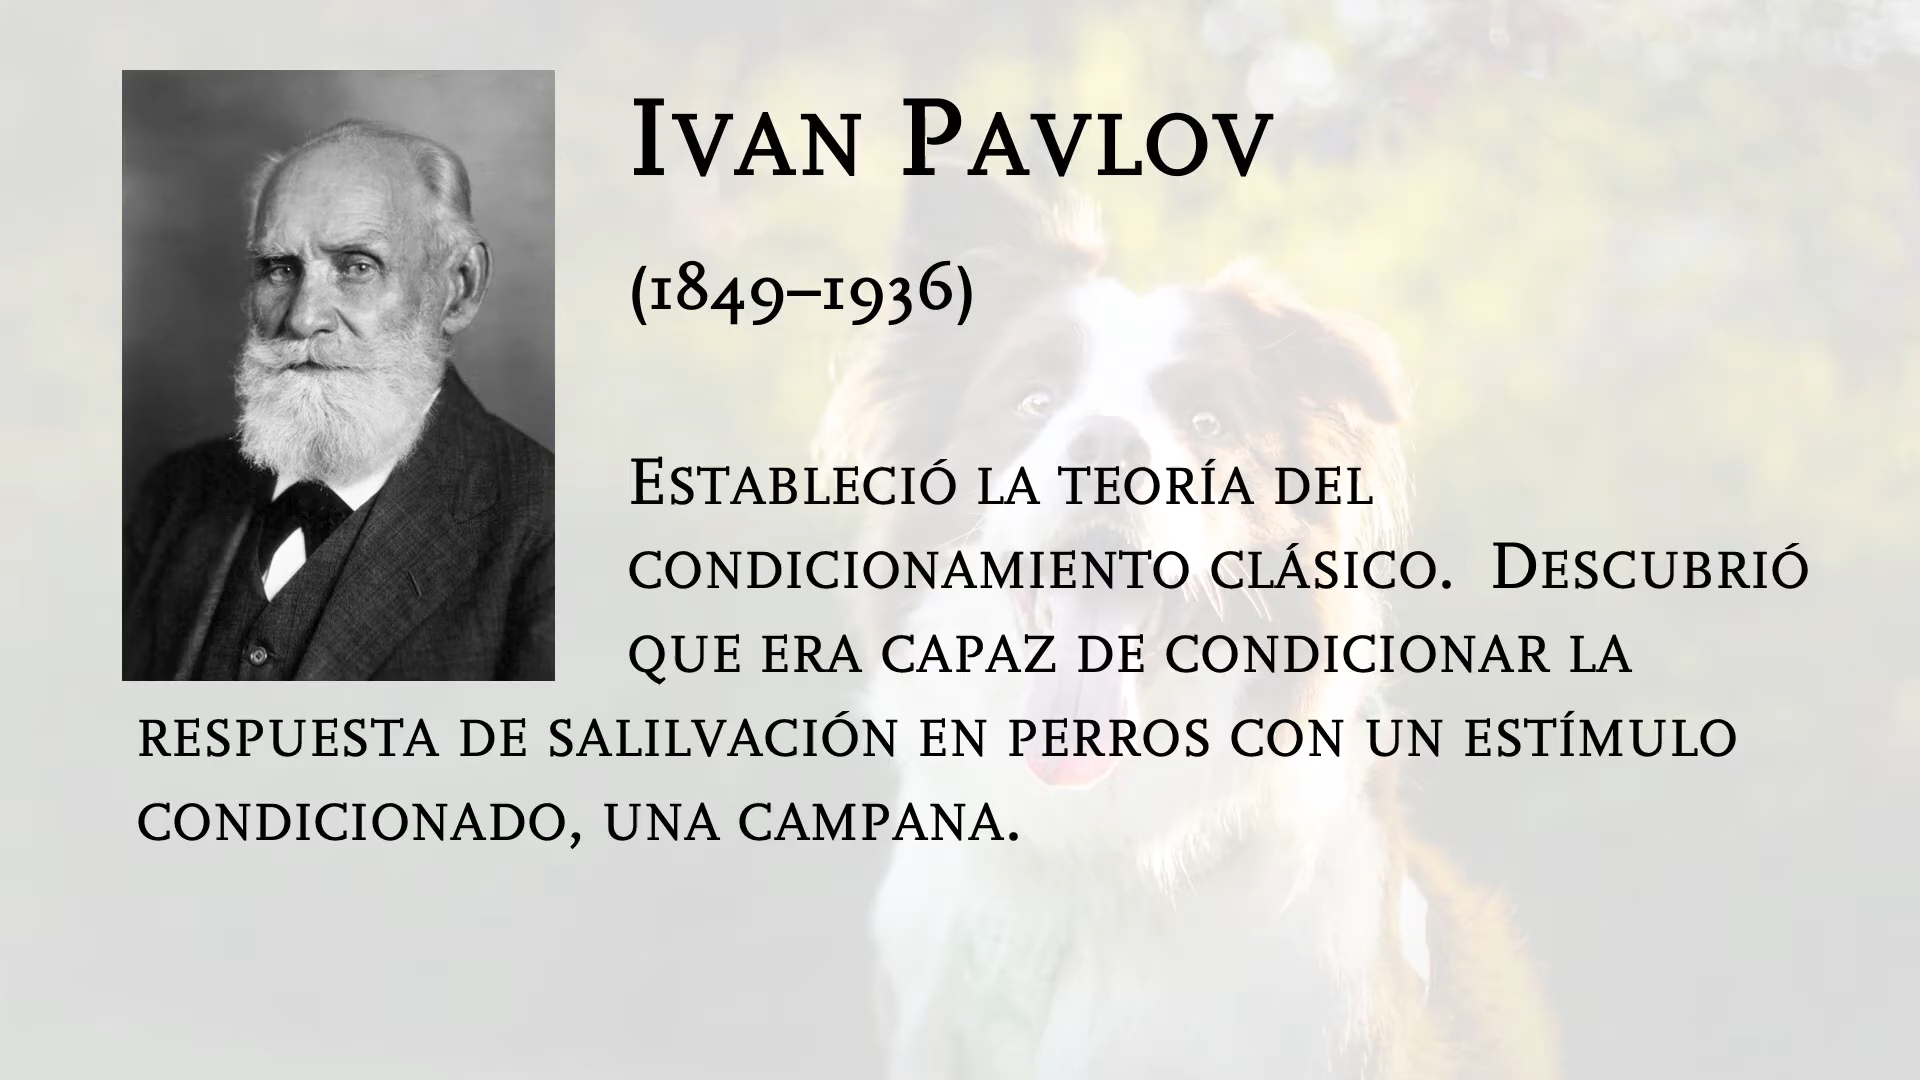 Ivan Pavlov
(1849–1936)
Estableció la teoría del
condicionamiento clásico.  Descubrió
que era capaz de condicionar la
respuesta de salilvación en perros con un estímulo
condicionado, una campana.